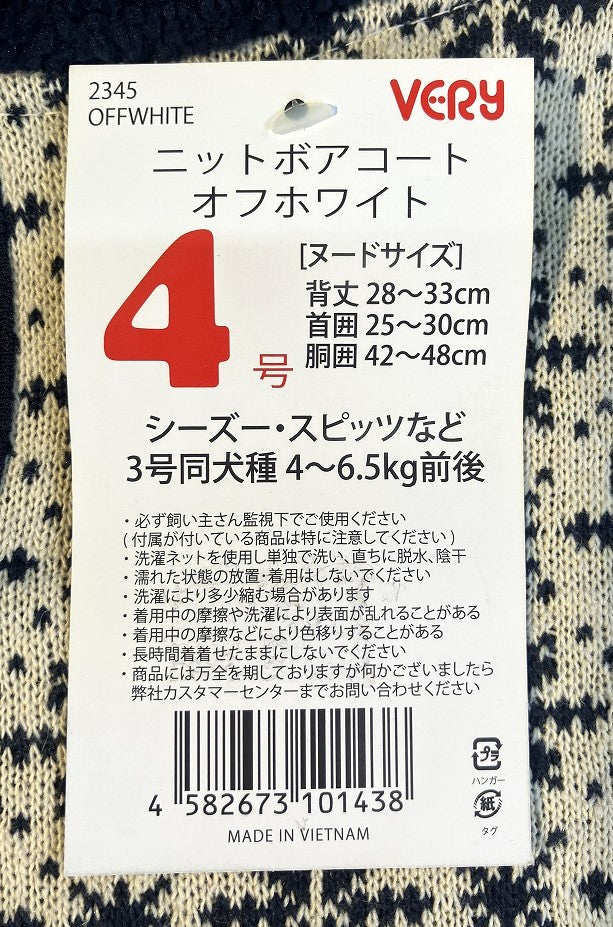 2345
OFFWHITE
VERY
ニットボアコート
オフホワイト
4号
[ヌードサイズ]
背丈 28～33cm
首囲 25～30cm
胴囲 42～48cm
シーズー・スピッツなど
3号同犬種 4～6.5kg前後
・必ず飼い主さん監視下でご使用ください
(付属が付いている商品は特に注意してください)
・洗濯ネットを使用し単独で洗い、直ちに脱水、陰干
・濡れた状態の放置・着用はしないでください
・洗濯により多少縮む場合があります
・着用中の摩擦や洗濯により表面が乱れることがある
・着用中の摩擦などにより色移りすることがある
・長時間着着せたままにしないでください
・商品には万全を期しておりますが何かございましたら
弊社カスタマーセンターまでお問い合わせください
4 582673 101438
MADE IN VIETNAM
プラ
ハンガー
紙
タグ